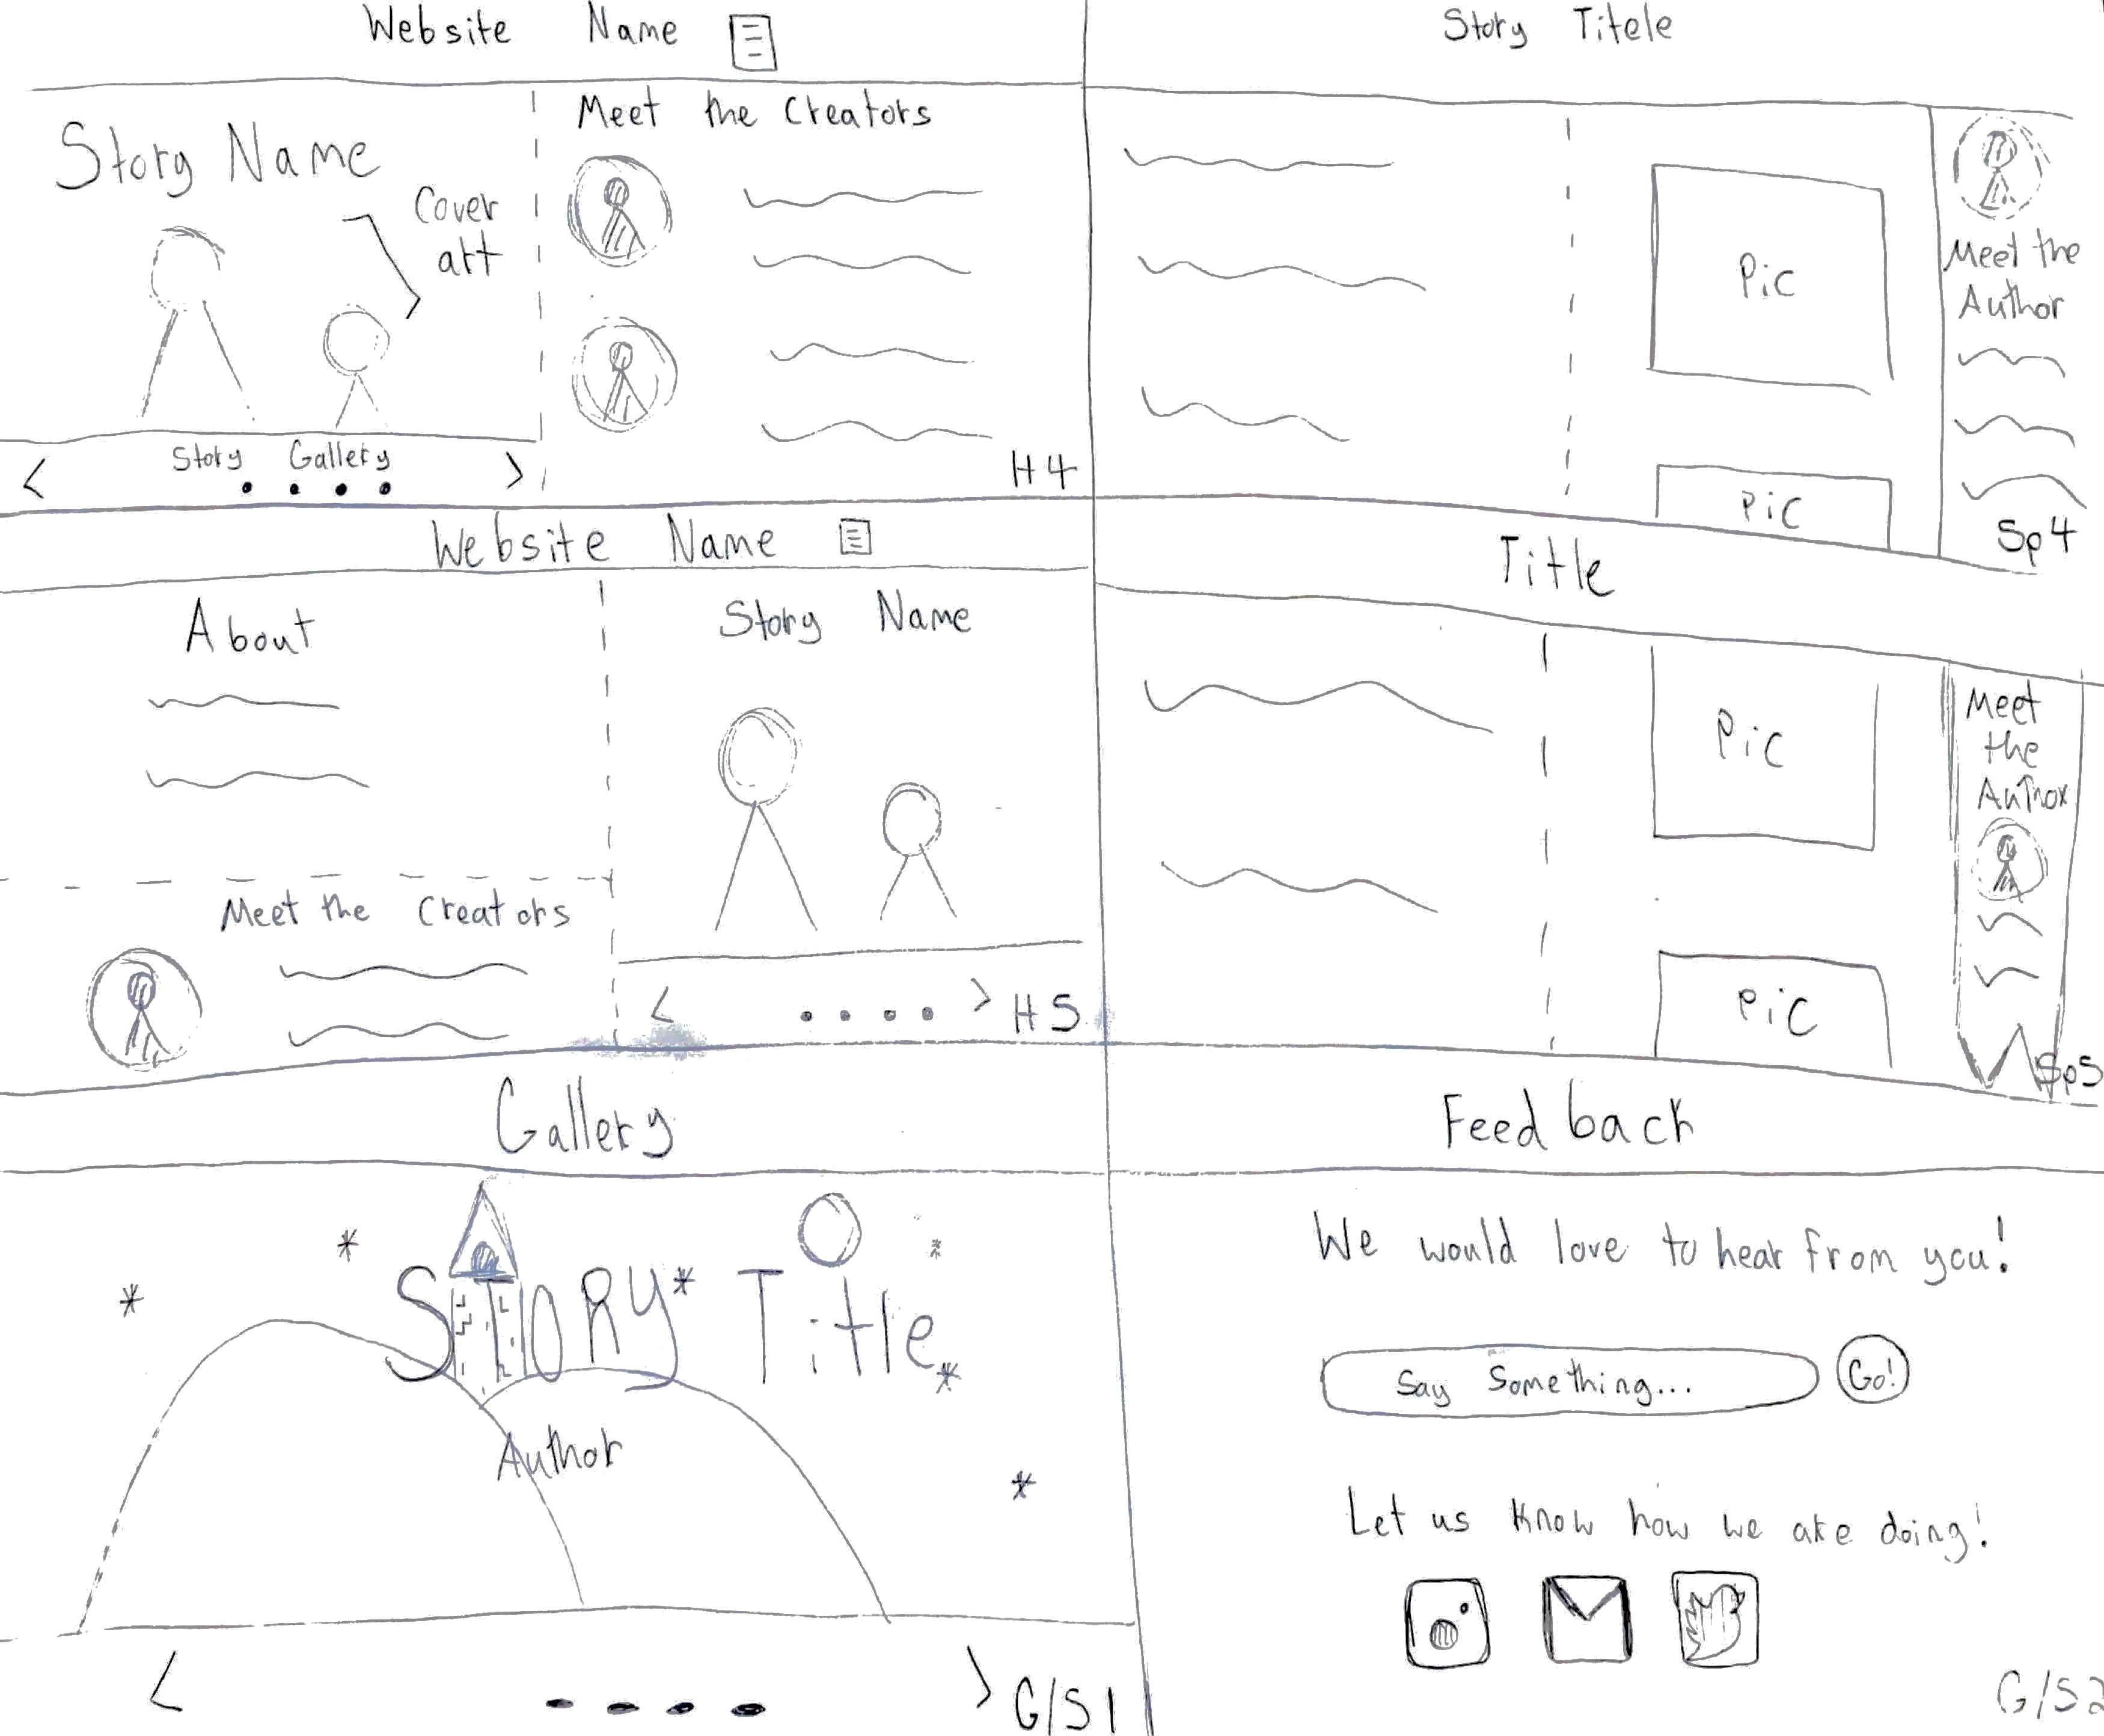 Website Name
Story Name
Cover
art
Story Gallery
Meet the Creators
H4
Story Titele
Pic
Pic
Meet the
Author
Sp4
Website Name
About
Meet the Creators
Story Name
H5
Title
Pic
Pic
Meet
the
Author
Sp5
Gallery
STORY Title
Author
G/S1
Feedback
We would love to hear from you!
Say Something...
Go!
Let us know how we are doing!
G/S2